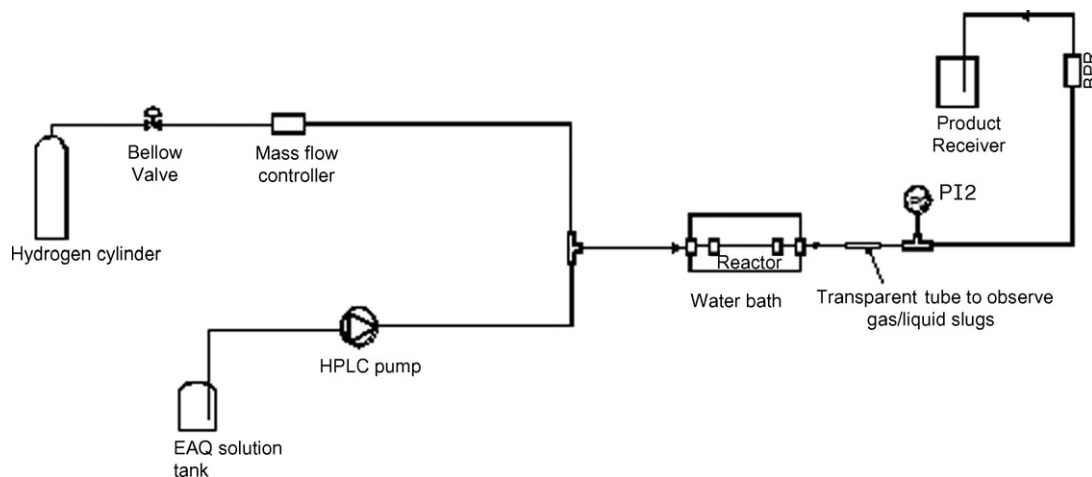 BPR
Product
Receiver
Bellow
Valve
Mass flow
controller
PI2
Hydrogen cylinder
Reactor
Water bath
Transparent tube to observe
gas/liquid slugs
HPLC pump
EAQ solution
tank